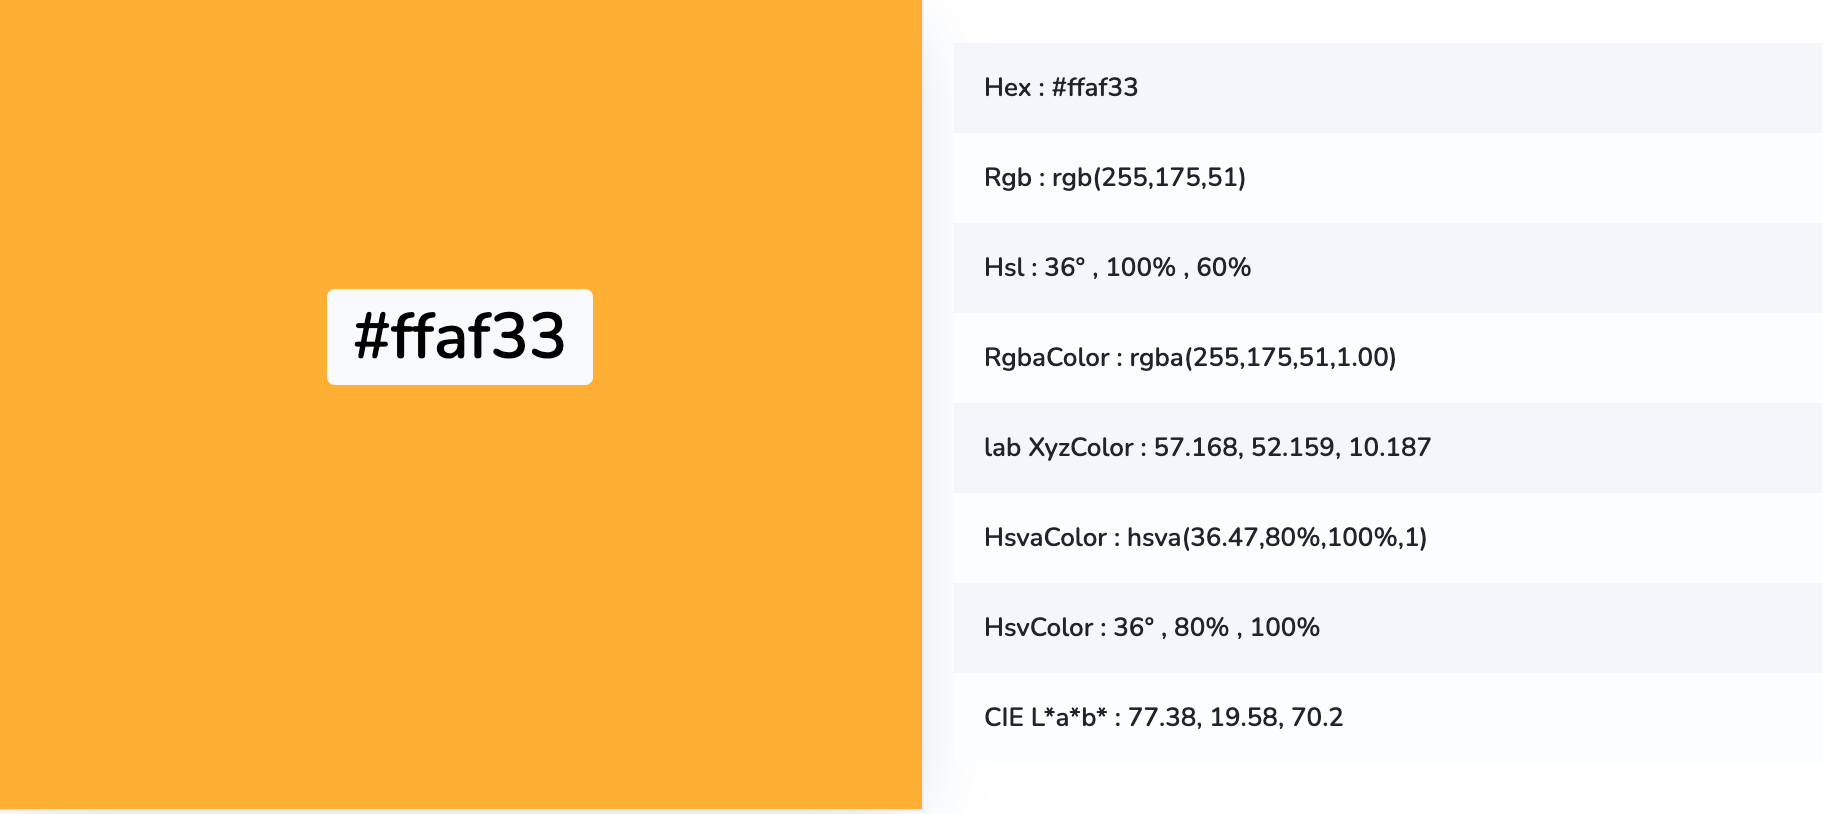 #ffaf33
Hex : #ffaf33
Rgb : rgb(255,175,51)
Hsl : 36° , 100% , 60%
RgbaColor : rgba(255,175,51,1.00)
lab XyzColor : 57.168, 52.159, 10.187
HsvaColor : hsva(36.47,80%,100%,1)
HsvColor : 36° , 80% , 100%
CIE L*a*b* : 77.38, 19.58, 70.2